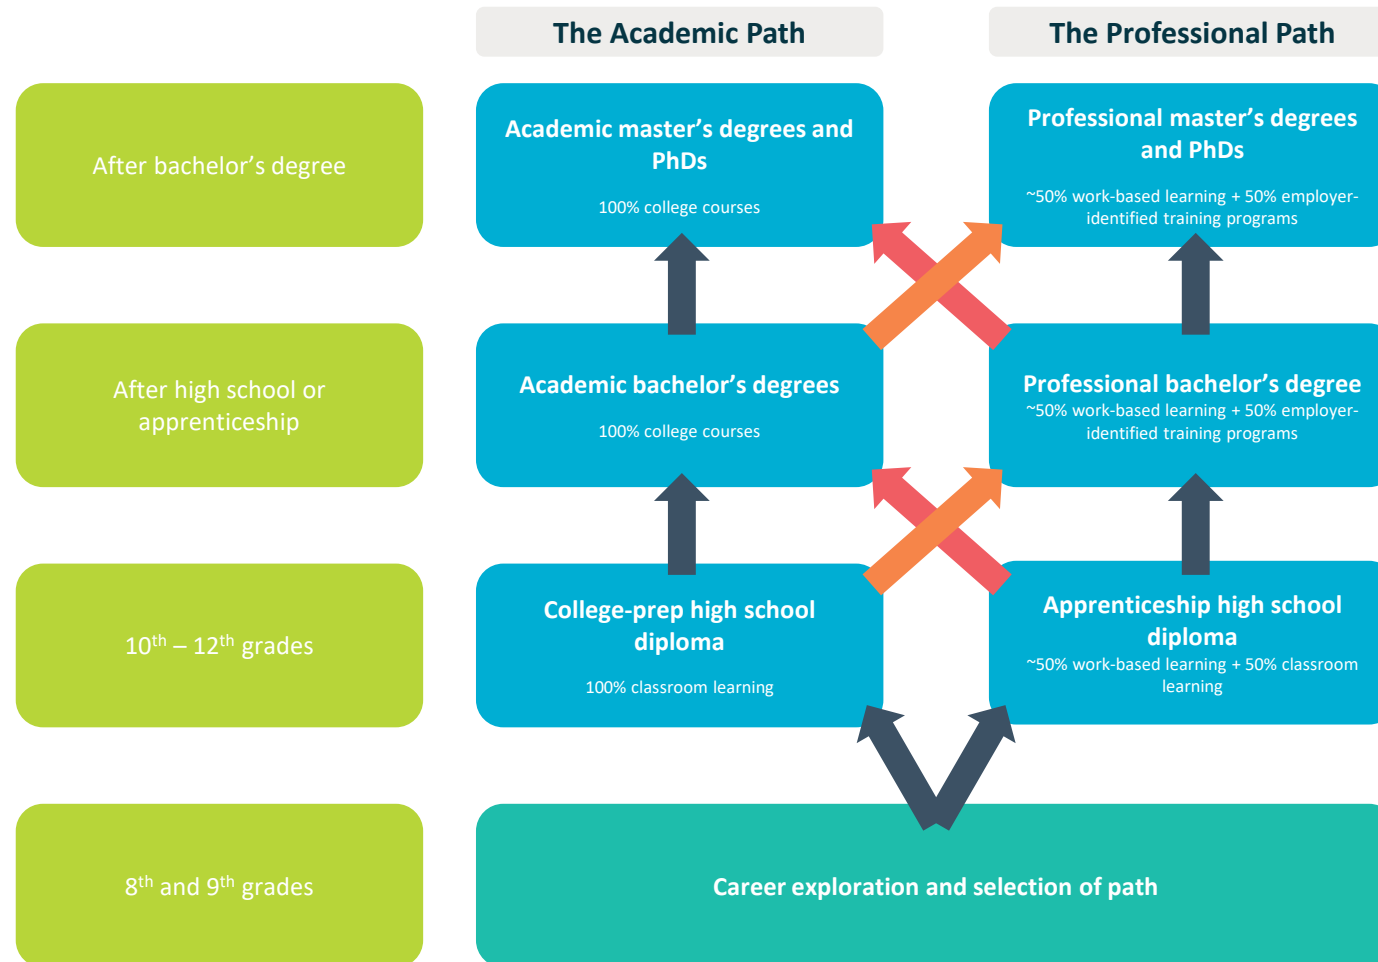 The Academic Path
The Professional Path
After bachelor’s degree
Academic master’s degrees and
PhDs
100% college courses
Professional master’s degrees
and PhDs
~50% work-based learning + 50% employer-
identified training programs
After high school or
apprenticeship
Academic bachelor’s degrees
100% college courses
Professional bachelor’s degree
~50% work-based learning + 50% employer-
identified training programs
10th – 12th grades
College-prep high school
diploma
100% classroom learning
Apprenticeship high school
diploma
~50% work-based learning + 50% classroom
learning
8th and 9th grades
Career exploration and selection of path